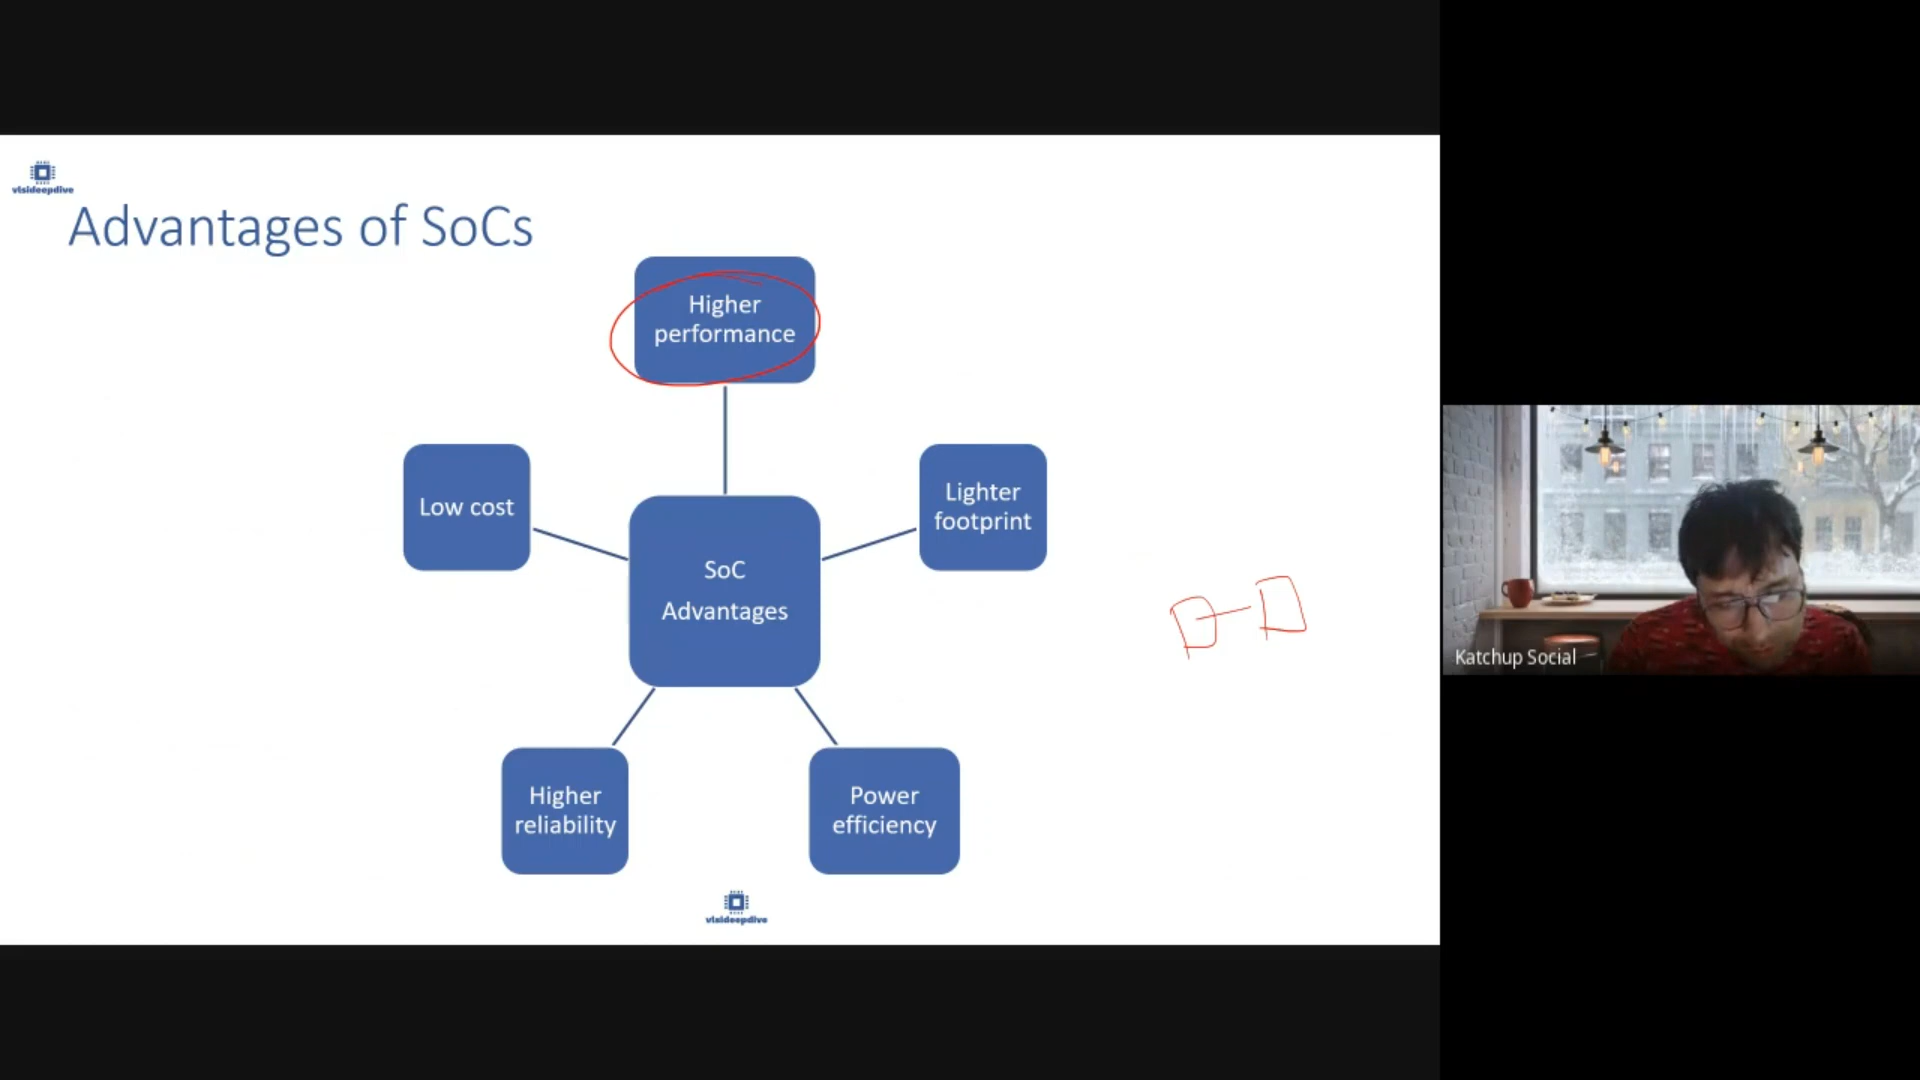 vlsideepdive
Advantages of SoCs
Higher
performance
Low cost
Lighter
footprint
SoC
Advantages
Higher
reliability
Power
efficiency
vlsideepdive
Katchup Social